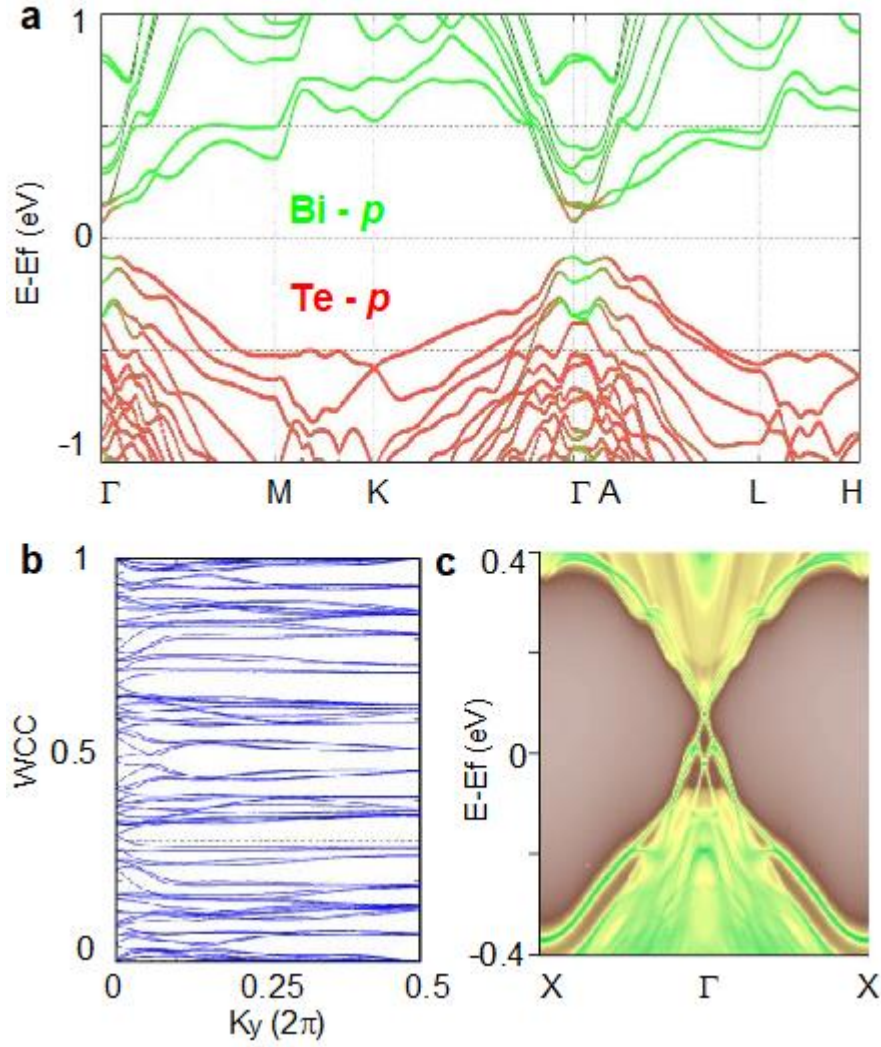 a
1
E-Ef (eV)
0
-1
Bi - p
Te - p
Γ M K Γ A L H
b
1
WCC
0.5
0
0 0.25 0.5
Ky (2π)
c
0.4
E-Ef (eV)
0
-0.4
X Γ X